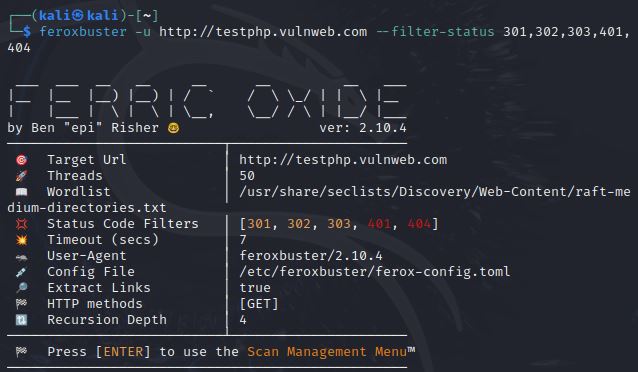 ┌──(kali㉿kali)-[~]
└─$ feroxbuster -u http://testphp.vulnweb.com --filter-status 301,302,303,401,
404
FERRIC OXIDE
by Ben "epi" Risher 🤓 ver: 2.10.4
🎯 Target Url │ http://testphp.vulnweb.com
🚀 Threads │ 50
📖 Wordlist │ /usr/share/seclists/Discovery/Web-Content/raft-me
dium-directories.txt
💢 Status Code Filters │ [301, 302, 303, 401, 404]
💥 Timeout (secs) │ 7
🦡 User-Agent │ feroxbuster/2.10.4
💉 Config File │ /etc/feroxbuster/ferox-config.toml
🔎 Extract Links │ true
🏁 HTTP methods │ [GET]
🔃 Recursion Depth │ 4
🏁 Press [ENTER] to use the Scan Management Menu™